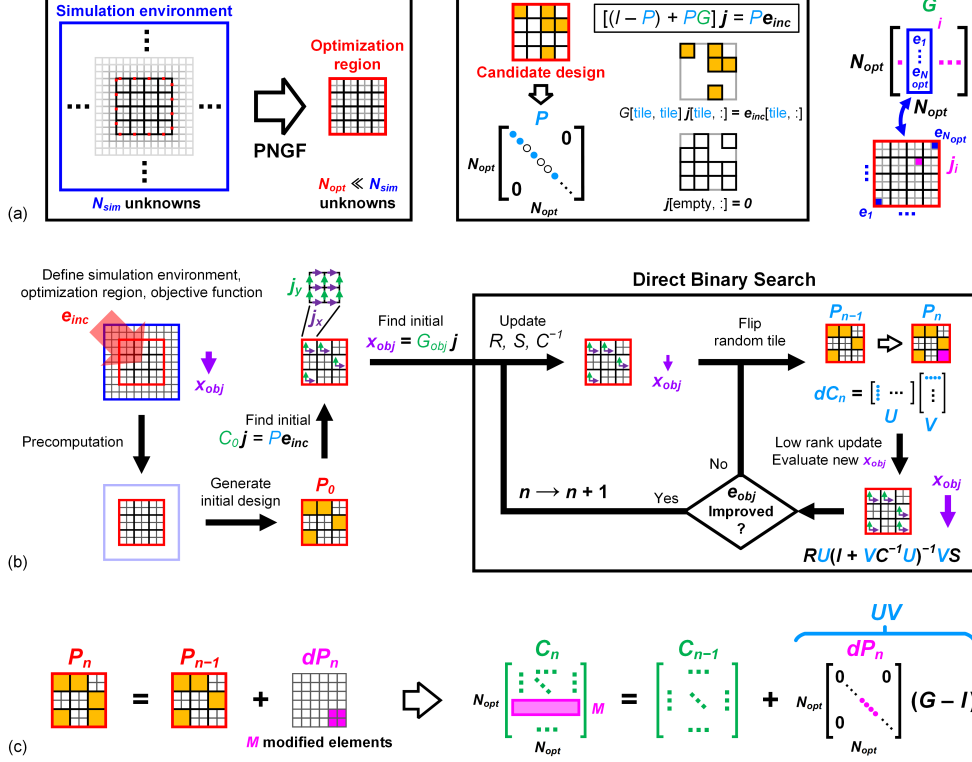 Simulation environment
N_sim unknowns
PNGF
Optimization
region
N_opt ≪ N_sim
unknowns
(a)
Candidate design
P
N_opt
0
0
N_opt
[(I – P) + PG] j = Pe_inc
G[tile, tile] j[tile, :] = e_inc[tile, :]
j[empty, :] = 0
G
i
N_opt
e_1
e_N
opt
N_opt
e_N_opt
j_i
e_1
Define simulation environment,
optimization region, objective function
e_inc
x_obj
Precomputation
Generate
initial design
P_0
Find initial
C_0 j = Pe_inc
j_y
j_x
Find initial
x_obj = G_obj j
Direct Binary Search
Update
R, S, C⁻¹
x_obj
Flip
random tile
P_n-1
P_n
dC_n =
U
V
Low rank update
Evaluate new x_obj
x_obj
RU(I + VC⁻¹U)⁻¹VS
e_obj
Improved
?
No
Yes
n → n + 1
(b)
P_n
=
P_n-1
+
dP_n
M modified elements
C_n
N_opt
M
N_opt
=
C_n-1
+
UV
dP_n
N_opt
0
0
0
N_opt
(G – I)
(c)